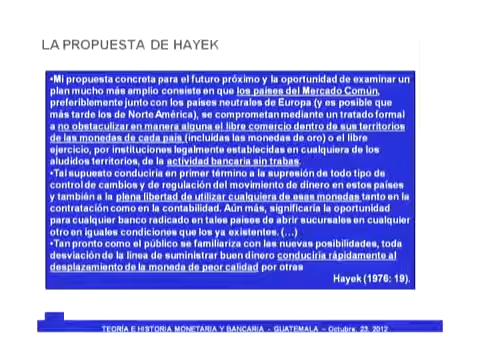 LA PROPUESTA DE HAYEK
•Mi propuesta concreta para el futuro próximo y la oportunidad de examinar un
plan mucho más amplio consiste en que los países del Mercado Común,
preferiblemente junto con los países neutrales de Europa (y es posible que
más tarde los de Norte América), se comprometan mediante un tratado formal
a no obstaculizar en manera alguna el libre comercio dentro de sus territorios
de las monedas de cada país (incluidas las monedas de oro) o el libre
ejercicio, por instituciones legalmente establecidas en cualquiera de los
aludidos territorios, de la actividad bancaria sin trabas.
•Tal supuesto conduciría en primer término a la supresión de todo tipo de
control de cambios y de regulación del movimiento de dinero en estos países
y también a la plena libertad de utilizar cualquiera de esas monedas tanto en la
contratación como en la contabilidad. Aún más, significaría la oportunidad
para cualquier banco radicado en tales países de abrir sucursales en cualquier
otro en iguales condiciones que los ya existentes. (…)
•Tan pronto como el público se familiariza con las nuevas posibilidades, toda
desviación de la línea de suministrar buen dinero conduciría rápidamente al
desplazamiento de la moneda de peor calidad por otras
Hayek (1976: 19).
TEORÍA E HISTORIA MONETARIA Y BANCARIA - GUATEMALA – Octubre, 23, 2012